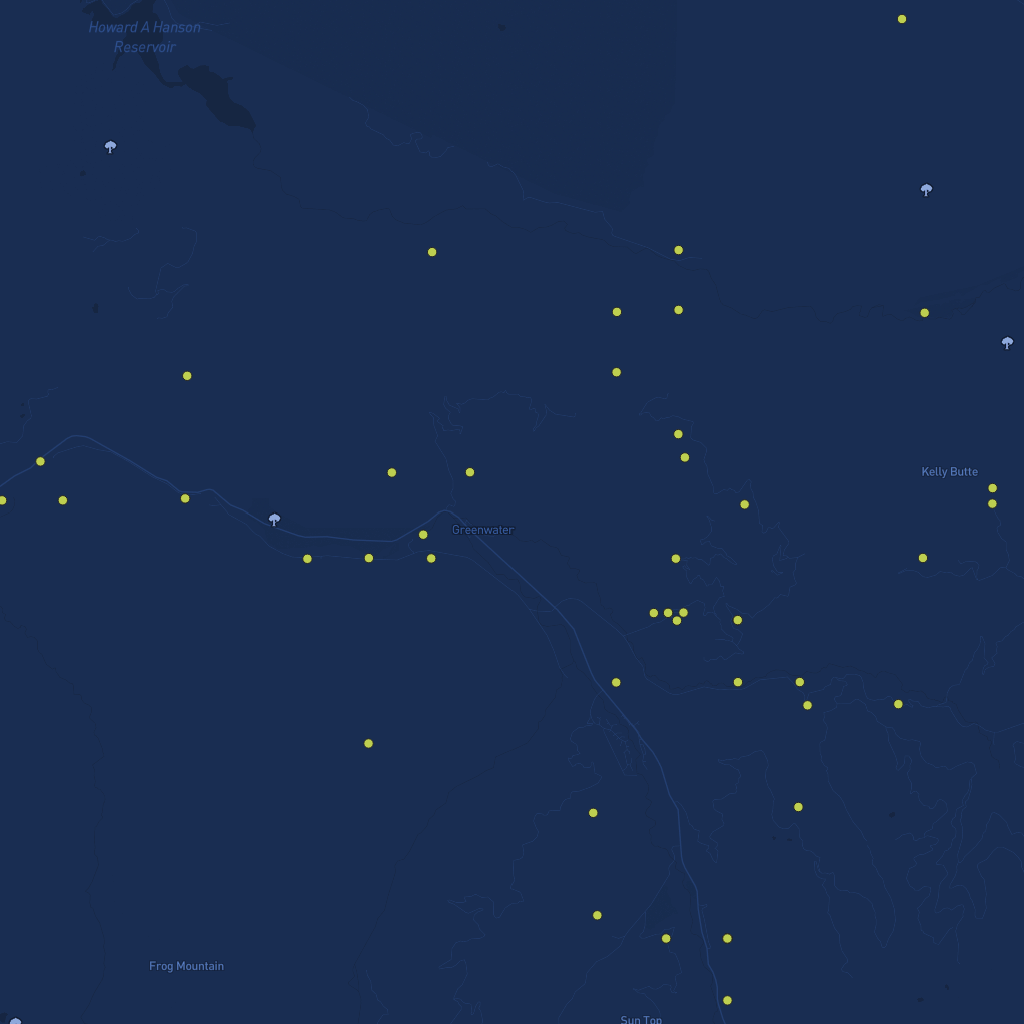 Howard A Hanson
Reservoir
Kelly Butte
Greenwater
Frog Mountain
Sun Top